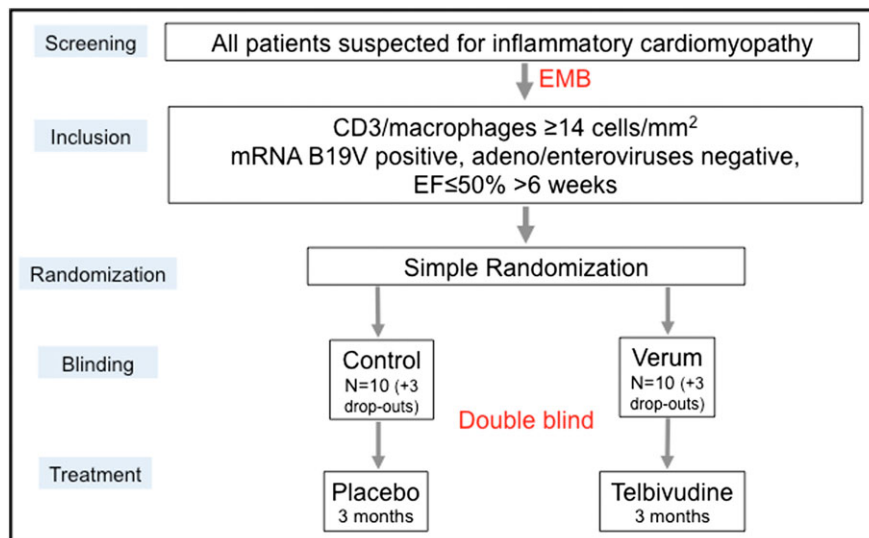 Screening
All patients suspected for inflammatory cardiomyopathy
EMB
Inclusion
CD3/macrophages ≥14 cells/mm²
mRNA B19V positive, adeno/enteroviruses negative,
EF≤50% >6 weeks
Randomization
Simple Randomization
Blinding
Control
N=10 (+3
drop-outs)
Verum
N=10 (+3
drop-outs)
Double blind
Treatment
Placebo
3 months
Telbivudine
3 months